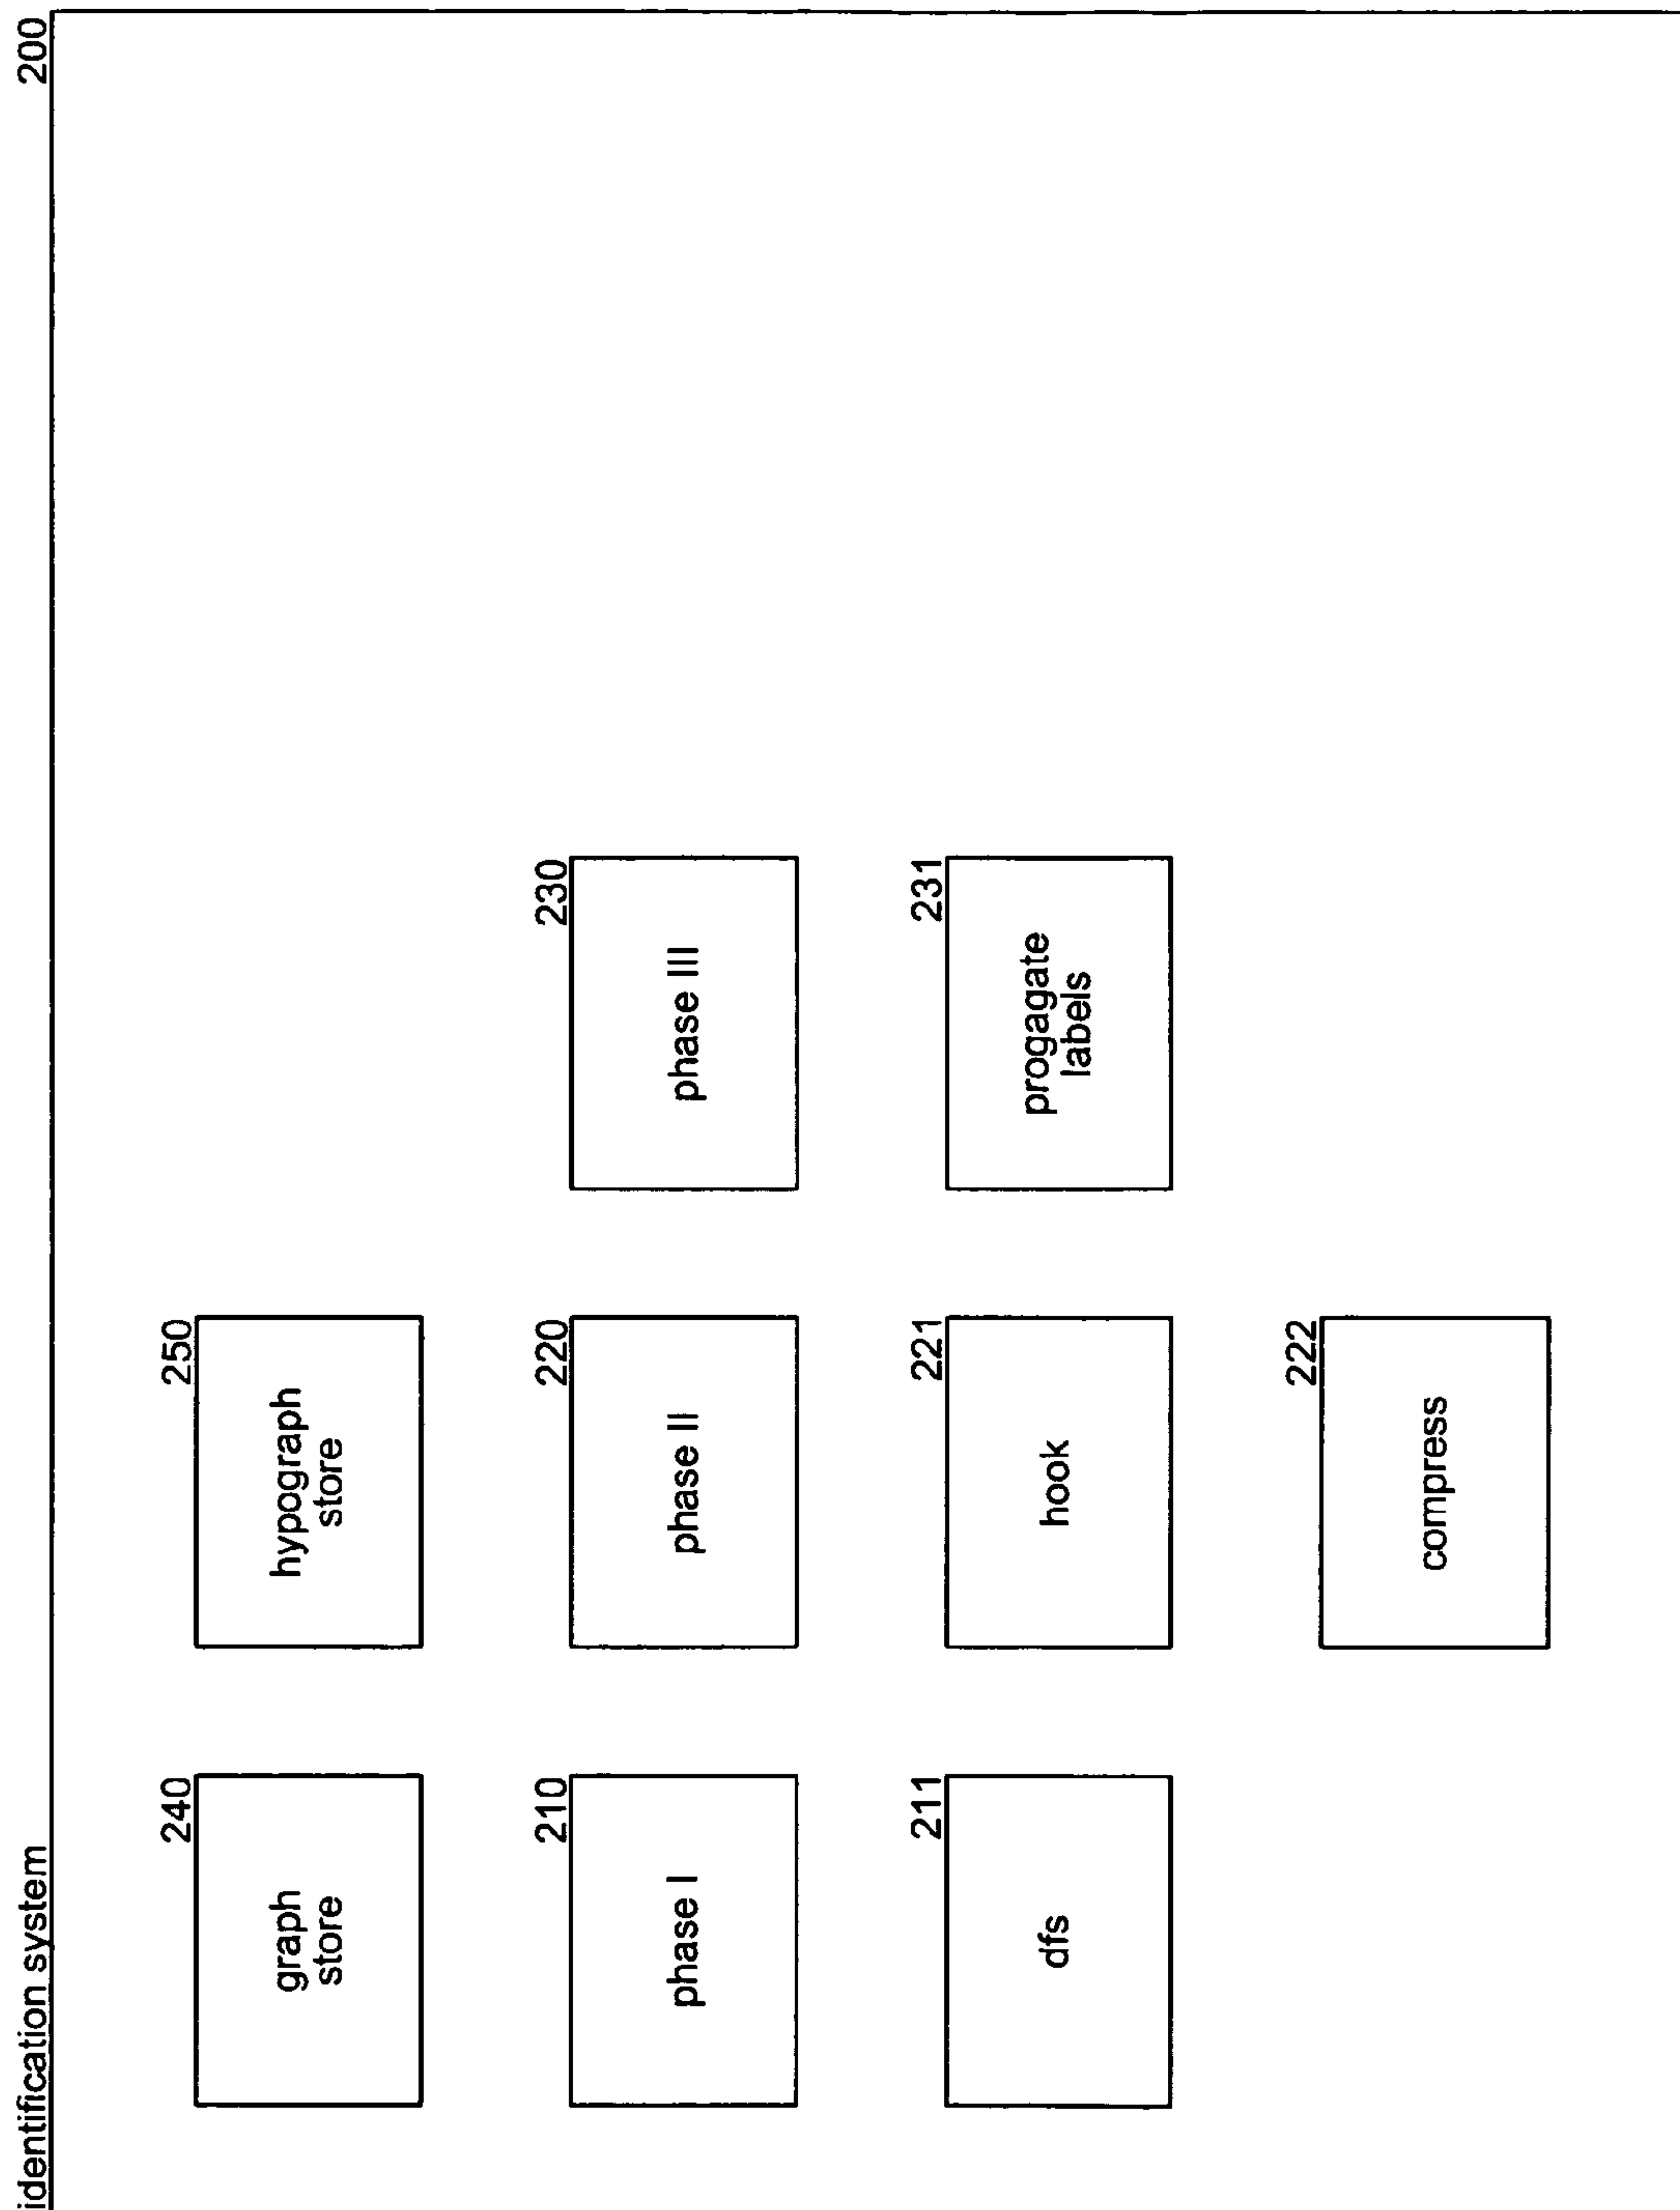 identification system
200
240
graph
store
250
hypograph
store
210
phase I
220
phase II
230
phase III
211
dfs
221
hook
231
progagate
labels
222
compress